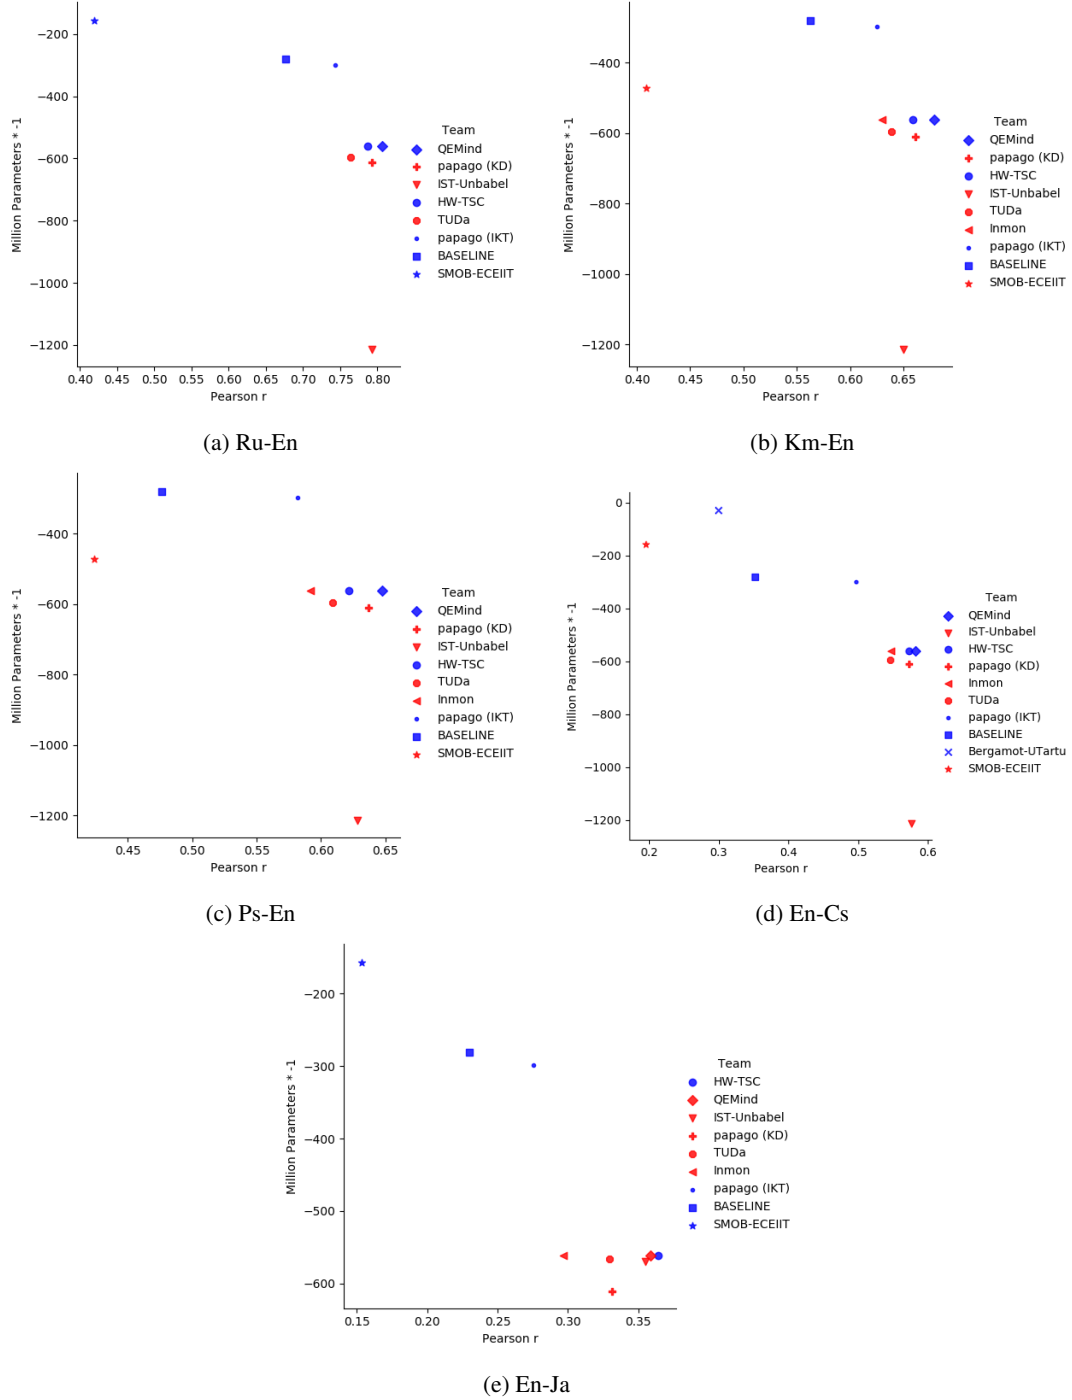 −200
−400
−600
−800
−1000
−1200
Million Parameters * -1
0.40 0.45 0.50 0.55 0.60 0.65 0.70 0.75 0.80
Pearson r
Team
QEMind
papago (KD)
IST-Unbabel
HW-TSC
TUDa
papago (IKT)
BASELINE
SMOB-ECEIIT
(a) Ru-En
−400
−600
−800
−1000
−1200
Million Parameters * -1
0.40 0.45 0.50 0.55 0.60 0.65
Pearson r
Team
QEMind
papago (KD)
HW-TSC
IST-Unbabel
TUDa
Inmon
papago (IKT)
BASELINE
SMOB-ECEIIT
(b) Km-En
−400
−600
−800
−1000
−1200
Million Parameters * -1
0.45 0.50 0.55 0.60 0.65
Pearson r
Team
QEMind
papago (KD)
IST-Unbabel
HW-TSC
TUDa
Inmon
papago (IKT)
BASELINE
SMOB-ECEIIT
(c) Ps-En
0
−200
−400
−600
−800
−1000
−1200
Million Parameters * -1
0.2 0.3 0.4 0.5 0.6
Pearson r
Team
QEMind
IST-Unbabel
HW-TSC
papago (KD)
Inmon
TUDa
papago (IKT)
BASELINE
Bergamot-UTartu
SMOB-ECEIIT
(d) En-Cs
−200
−300
−400
−500
−600
Million Parameters * -1
0.15 0.20 0.25 0.30 0.35
Pearson r
Team
HW-TSC
QEMind
IST-Unbabel
papago (KD)
TUDa
Inmon
papago (IKT)
BASELINE
SMOB-ECEIIT
(e) En-Ja